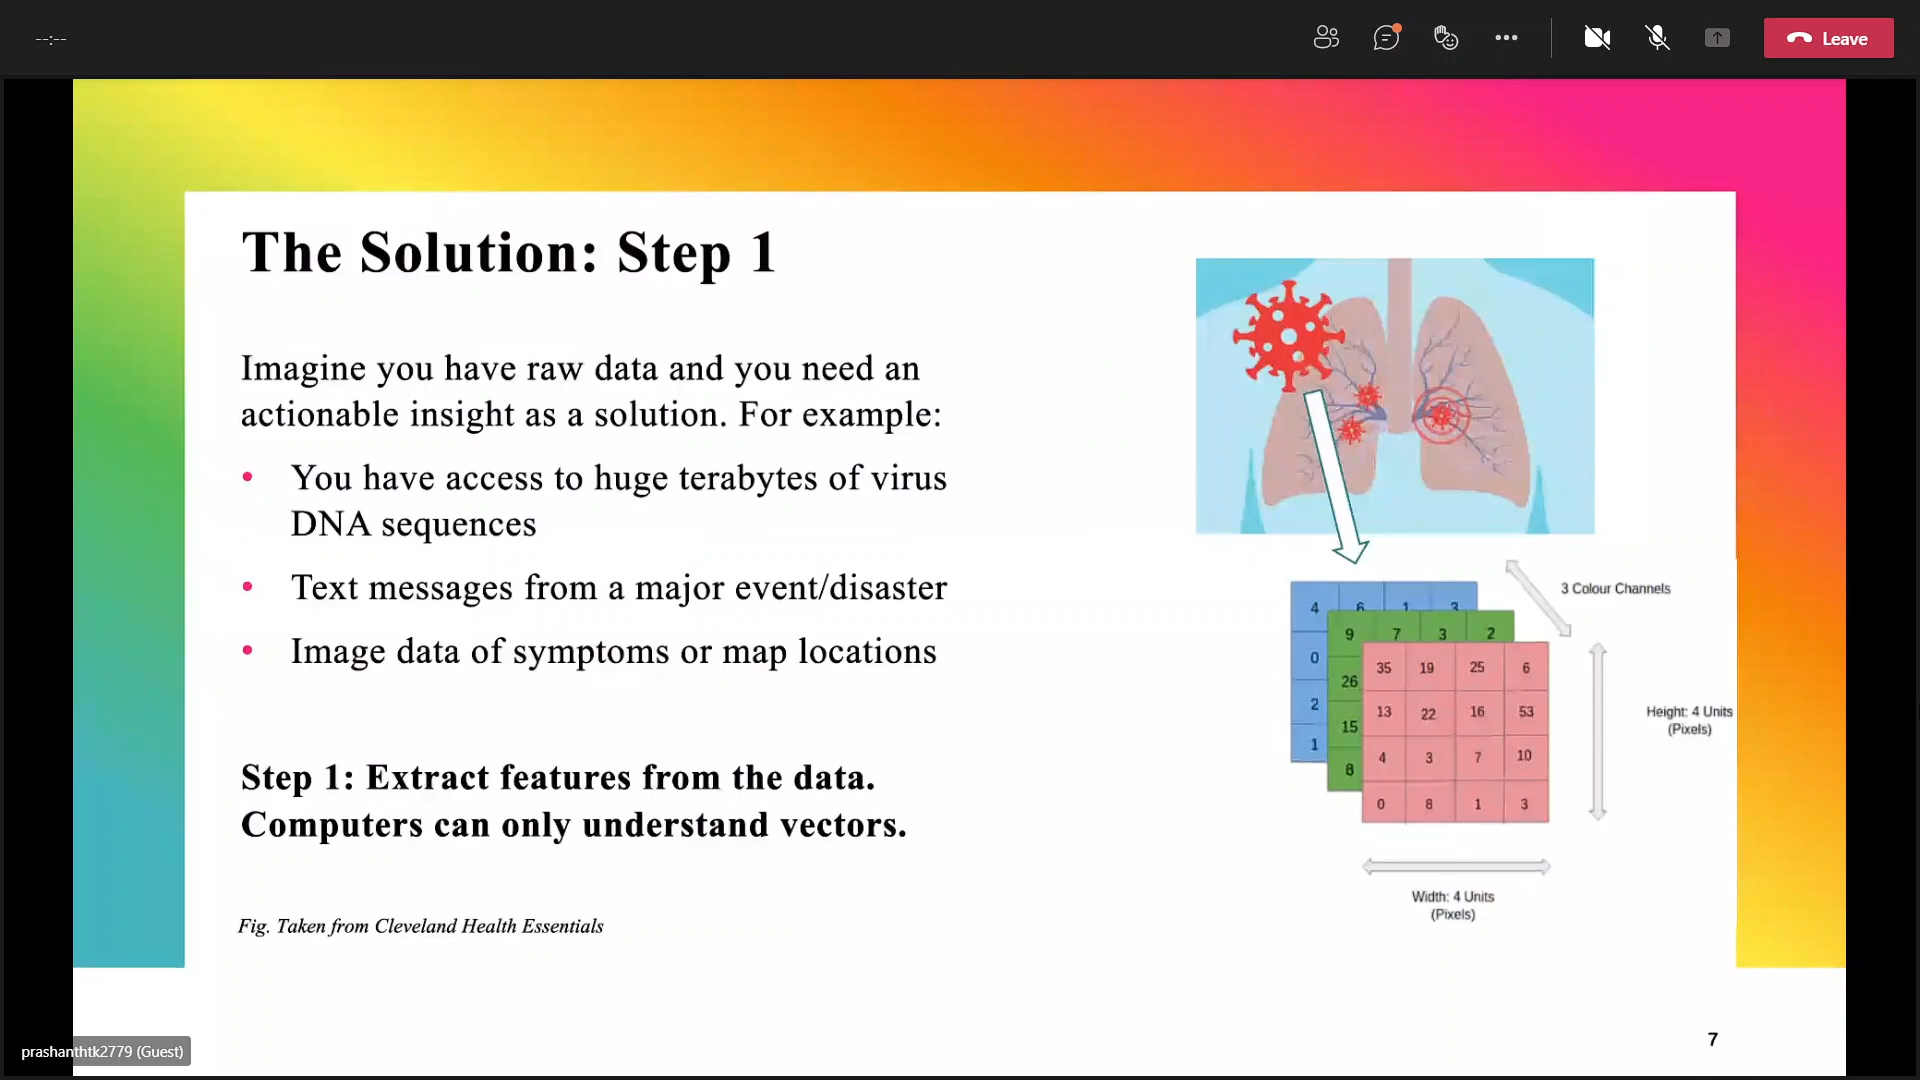 --:--
Leave
The Solution: Step 1
Imagine you have raw data and you need an
actionable insight as a solution. For example:
• You have access to huge terabytes of virus
DNA sequences
• Text messages from a major event/disaster
• Image data of symptoms or map locations
Step 1: Extract features from the data.
Computers can only understand vectors.
Fig. Taken from Cleveland Health Essentials
3 Colour Channels
4 6 1 3
9 7 3 2
35 19 25 6
0
26
13 22 16 53
2
15
4 3 7 10
1
8
0 8 1 3
Height: 4 Units
(Pixels)
Width: 4 Units
(Pixels)
7
prashanthtk2779 (Guest)